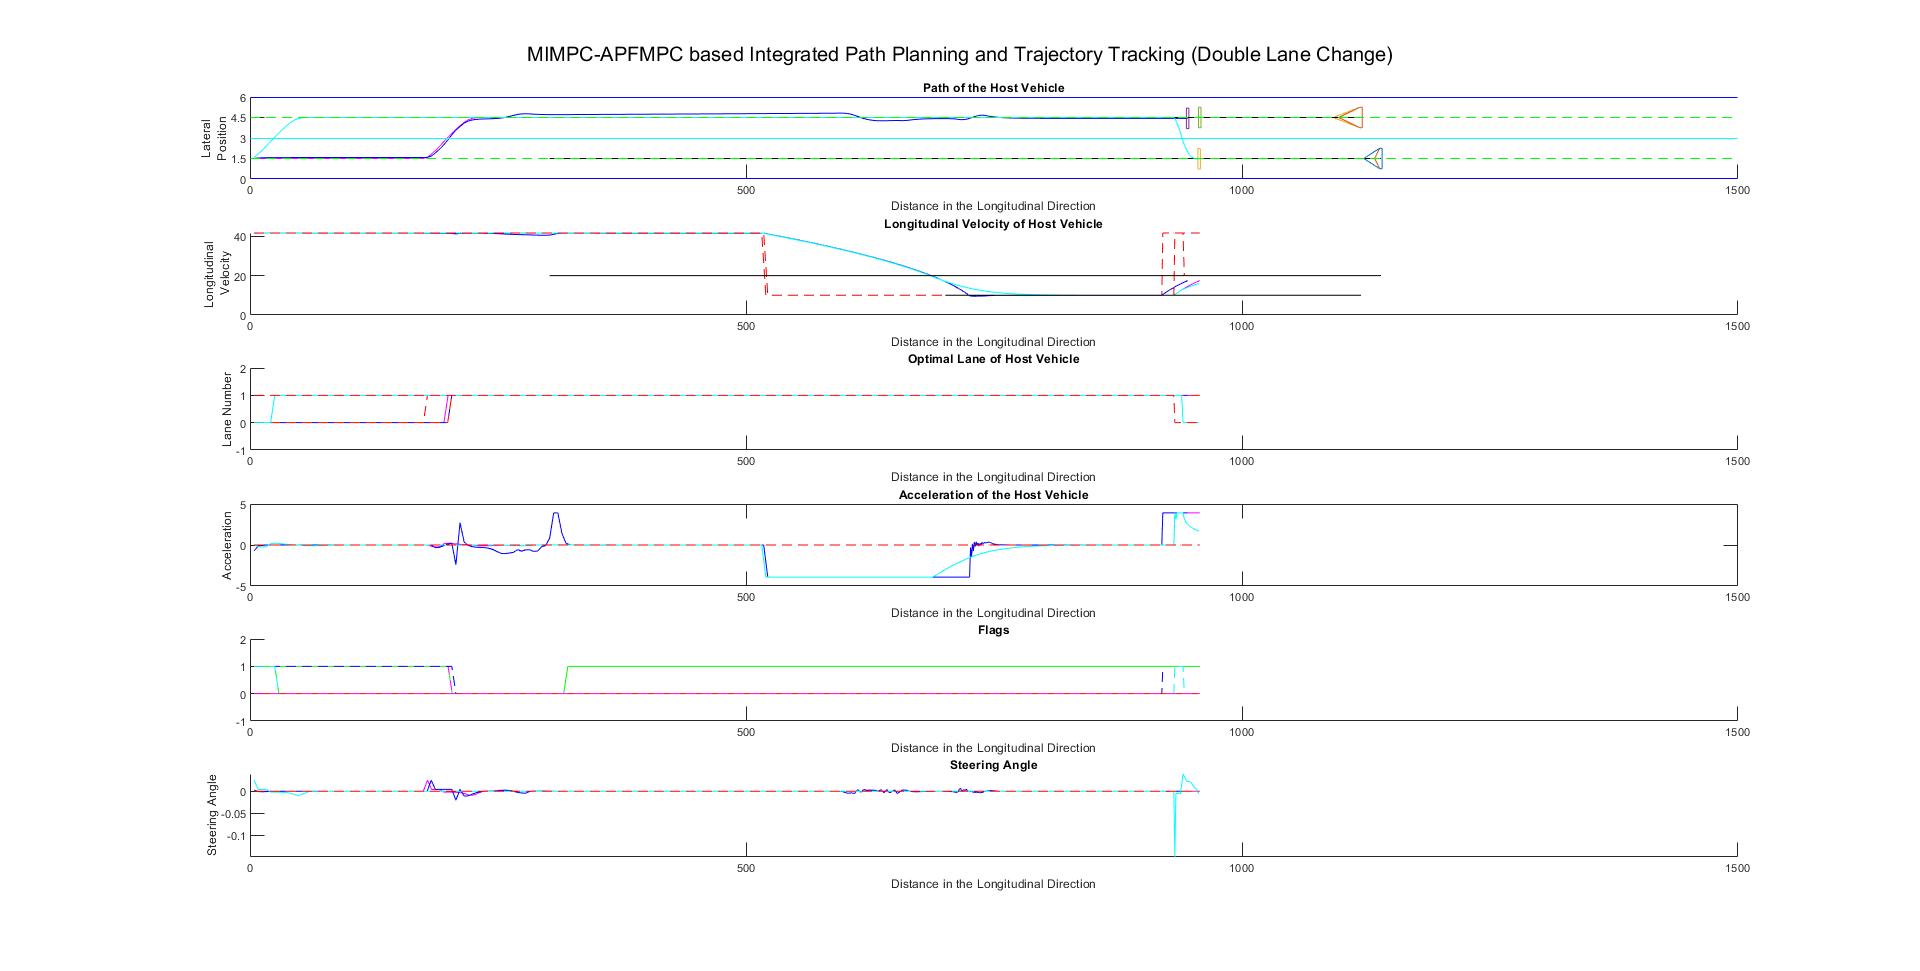 MIMPC-APFMPC based Integrated Path Planning and Trajectory Tracking (Double Lane Change)
Path of the Host Vehicle
Lateral
Position
6
4.5
3
1.5
0
0 500 1000 1500
Distance in the Longitudinal Direction
Longitudinal Velocity of Host Vehicle
Longitudinal
Velocity
40
20
0
0 500 1000 1500
Distance in the Longitudinal Direction
Optimal Lane of Host Vehicle
Lane Number
2
1
0
-1
0 500 1000 1500
Distance in the Longitudinal Direction
Acceleration of the Host Vehicle
Acceleration
5
0
-5
0 500 1000 1500
Distance in the Longitudinal Direction
Flags
2
1
0
-1
0 500 1000 1500
Distance in the Longitudinal Direction
Steering Angle
Steering Angle
0
-0.05
-0.1
0 500 1000 1500
Distance in the Longitudinal Direction